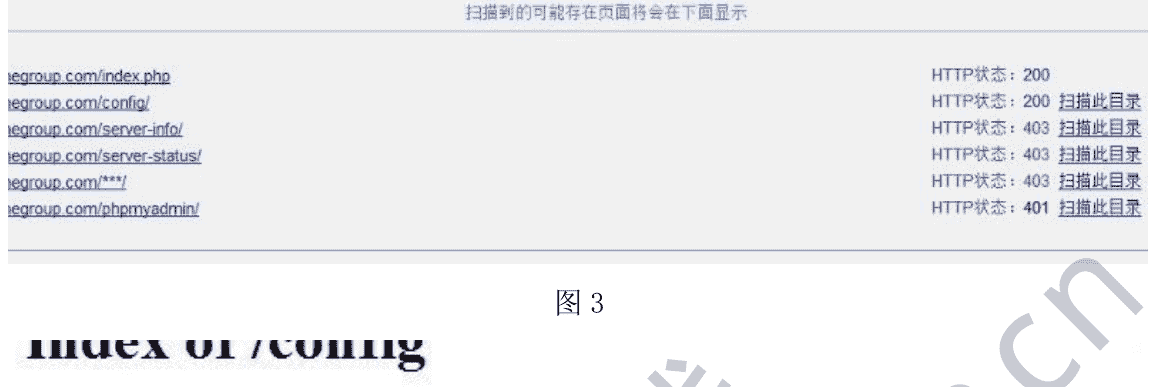 扫描到的可能存在页面将会在下面显示
egroup.com/index.php HTTP状态：200
egroup.com/config/ HTTP状态：200 扫描此目录
egroup.com/server-info/ HTTP状态：403 扫描此目录
egroup.com/server-status/ HTTP状态：403 扫描此目录
egroup.com/***/ HTTP状态：403 扫描此目录
egroup.com/phpmyadmin/ HTTP状态：401 扫描此目录
图 3
Index of /config
cn